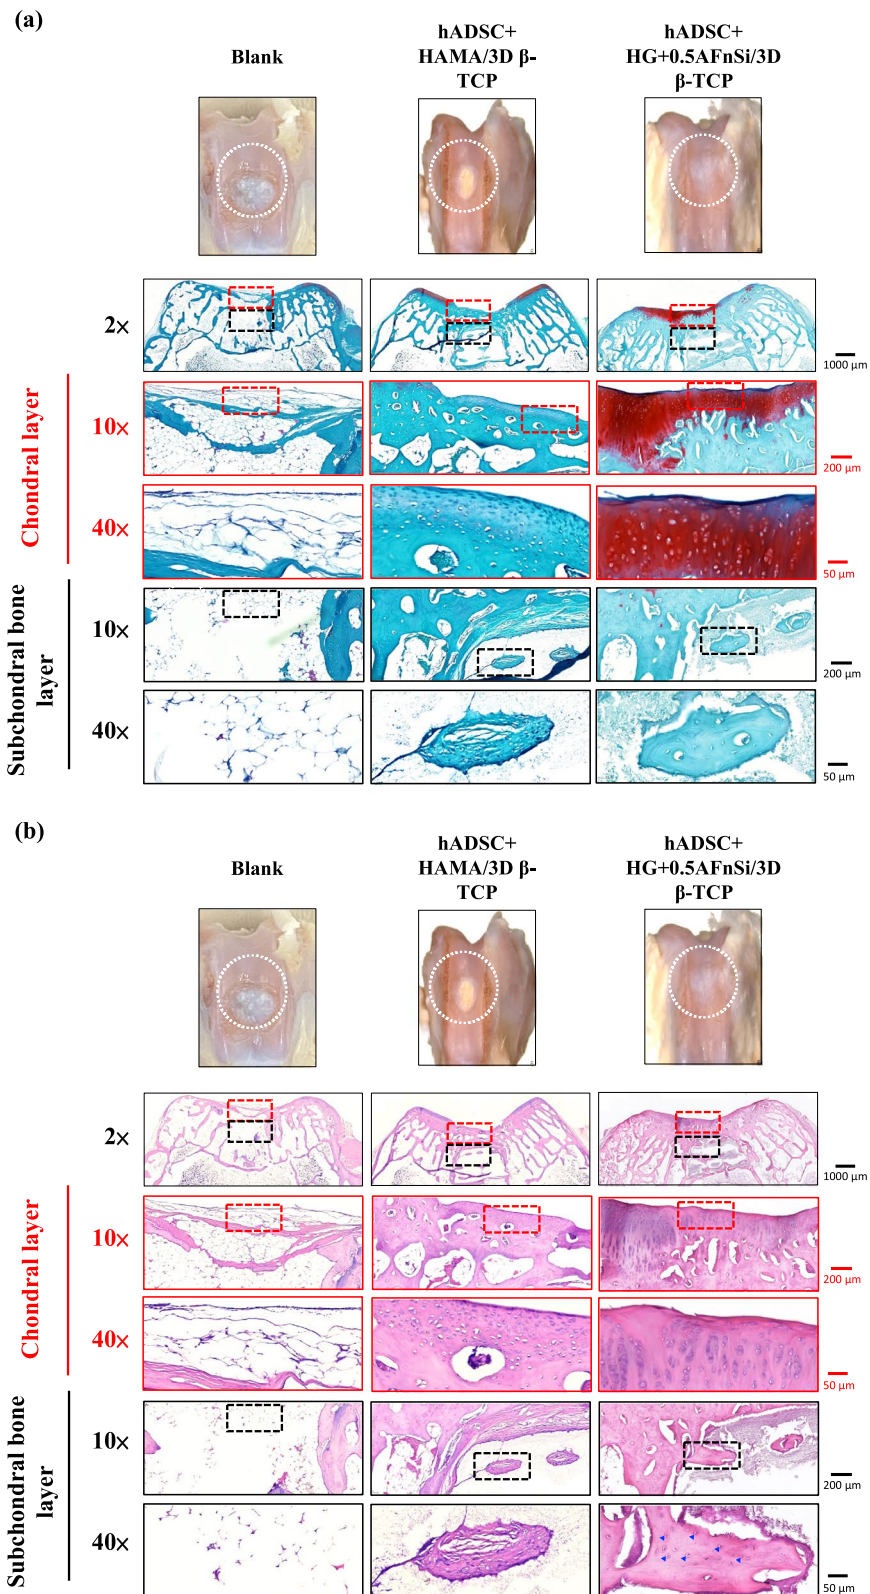 (a)
Blank
hADSC+
HAMA/3D β-
TCP
hADSC+
HG+0.5AFnSi/3D
β-TCP
2×
1000 μm
Chondral layer
10×
200 μm
40×
50 μm
Subchondral bone
layer
10×
200 μm
40×
50 μm
(b)
Blank
hADSC+
HAMA/3D β-
TCP
hADSC+
HG+0.5AFnSi/3D
β-TCP
2×
1000 μm
Chondral layer
10×
200 μm
40×
50 μm
Subchondral bone
layer
10×
200 μm
40×
50 μm